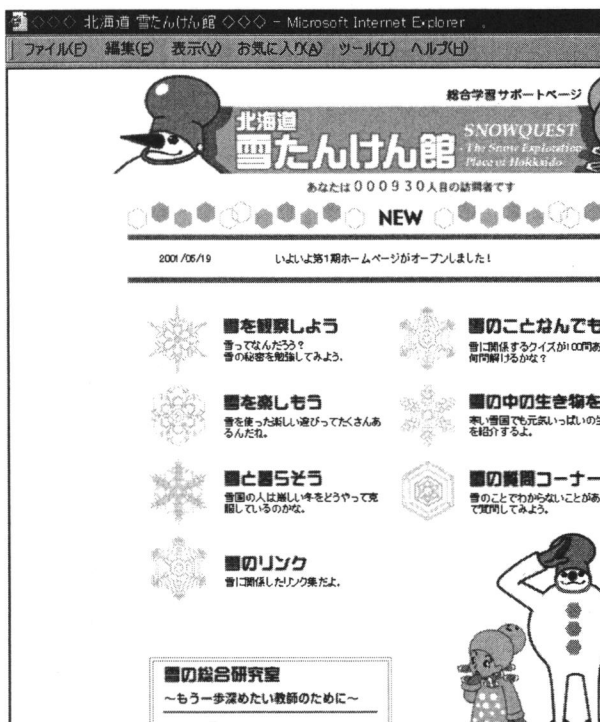 ◇◇◇ 北海道 雪たんけん館 ◇◇◇ - Microsoft Internet Explorer
ファイル(F) 編集(E) 表示(V) お気に入り(A) ツール(T) ヘルプ(H)
総合学習サポートページ
北海道
雪たんけん館
SNOWQUEST
The Snow Exploration
Place of Hokkaido
あなたは000930人目の訪問者です
NEW
2001/06/19 いよいよ第1期ホームページがオープンしました！
雪を観察しよう
雪ってなんだろう？
雪の秘密を勉強してみよう。
雪のことなんでも
雪に関係するクイズが100問あ
何問解けるかな？
雪を楽しもう
雪を使った楽しい遊びってたくさんあ
るんだね。
雪の中の生き物を
寒い雪国でも元気いっぱいの生
を紹介するよ。
雪と暮らそう
雪国の人は厳しい冬をどうやって克
服しているのかな。
雪の質問コーナー
雪のことでわからないことがあ
で質問してみよう。
雪のリンク
雪に関係したリンク集だよ。
雪の総合研究室
～もう一歩深めたい教師のために～